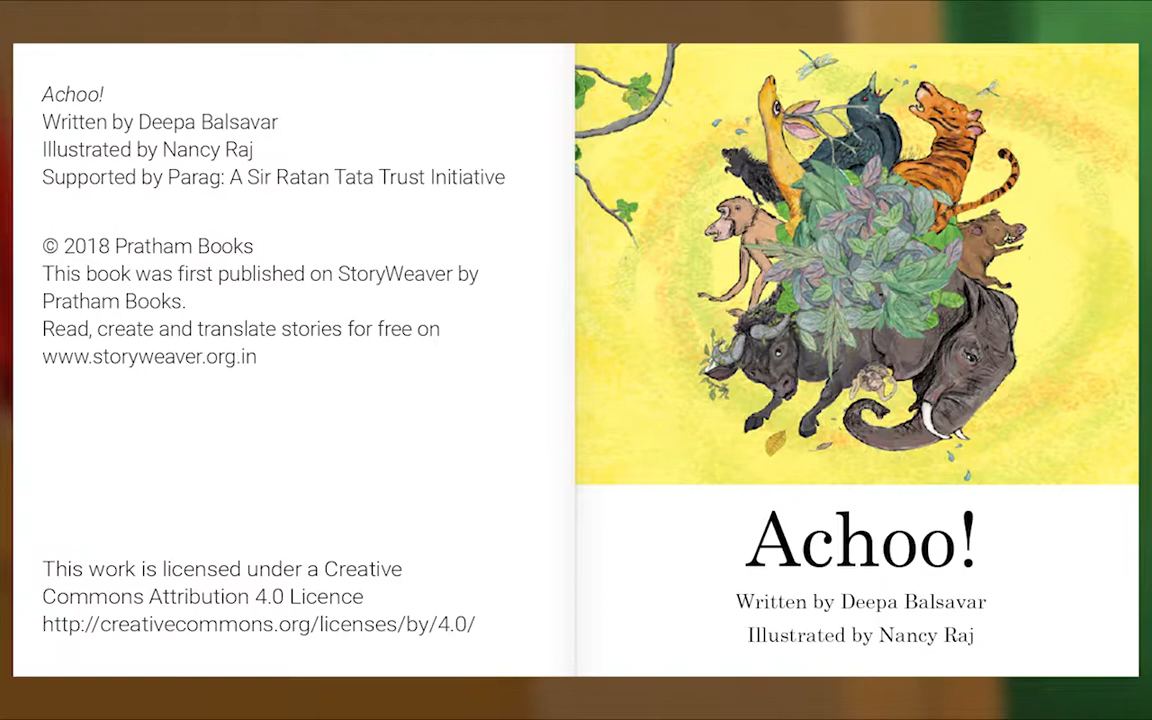 Achoo!
Written by Deepa Balsavar
Illustrated by Nancy Raj
Supported by Parag: A Sir Ratan Tata Trust Initiative
© 2018 Pratham Books
This book was first published on StoryWeaver by
Pratham Books.
Read, create and translate stories for free on
www.storyweaver.org.in
This work is licensed under a Creative
Commons Attribution 4.0 Licence
http://creativecommons.org/licenses/by/4.0/
Achoo!
Written by Deepa Balsavar
Illustrated by Nancy Raj